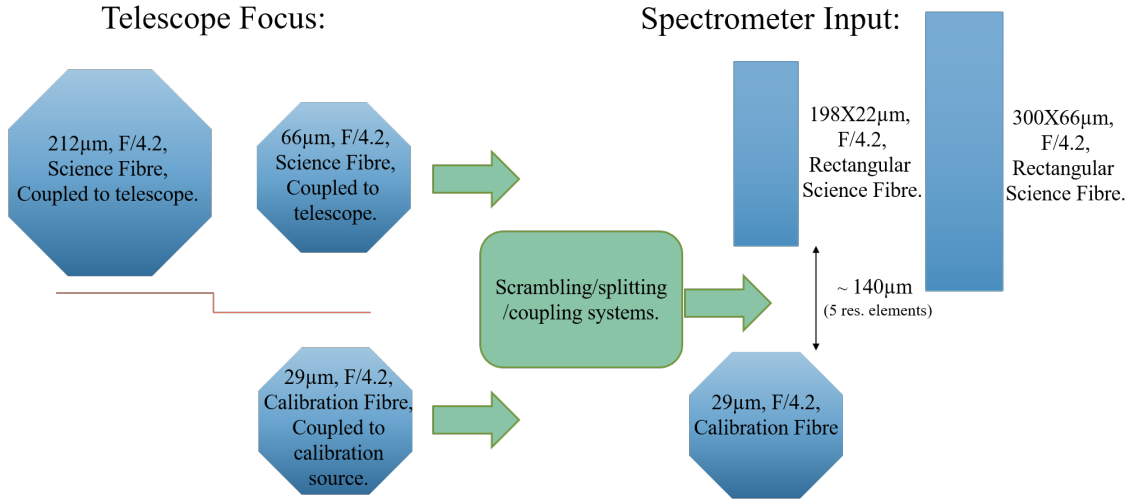 Telescope Focus:
Spectrometer Input:
212µm, F/4.2,
Science Fibre,
Coupled to telescope.
66µm, F/4.2,
Science Fibre,
Coupled to
telescope.
198X22µm,
F/4.2,
Rectangular
Science Fibre.
300X66µm,
F/4.2,
Rectangular
Science Fibre.
Scrambling/splitting
/coupling systems.
~ 140µm
(5 res. elements)
29µm, F/4.2,
Calibration Fibre,
Coupled to
calibration
source.
29µm, F/4.2,
Calibration Fibre